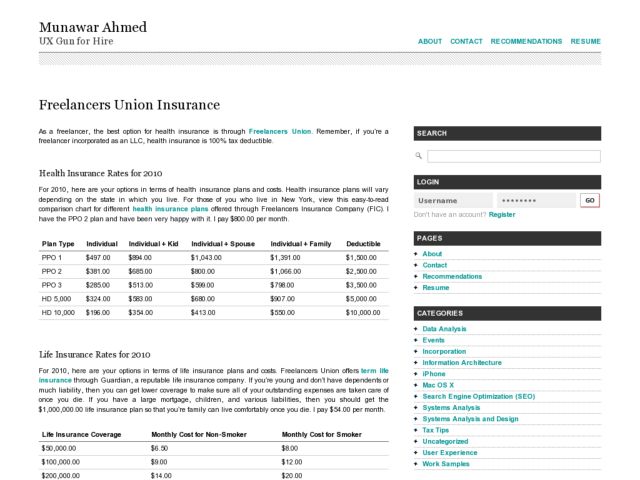 Munawar Ahmed
UX Gun for Hire
ABOUT CONTACT RECOMMENDATIONS RESUME
Freelancers Union Insurance
As a freelancer, the best option for health insurance is through Freelancers Union. Remember, if you're a
freelancer incorporated as an LLC, health insurance is 100% tax deductible.
Health Insurance Rates for 2010
For 2010, here are your options in terms of health insurance plans and costs. Health insurance plans will vary
depending on the state in which you live. For those of you who live in New York, view this easy-to-read
comparison chart for different health insurance plans offered through Freelancers Insurance Company (FIC). I
have the PPO 2 plan and have been very happy with it. I pay $800.00 per month.
Plan Type Individual Individual + Kid Individual + Spouse Individual + Family Deductible
PPO 1 $497.00 $894.00 $1,043.00 $1,391.00 $1,500.00
PPO 2 $381.00 $685.00 $800.00 $1,066.00 $2,500.00
PPO 3 $285.00 $513.00 $599.00 $798.00 $3,500.00
HD 5,000 $324.00 $583.00 $680.00 $907.00 $5,000.00
HD 10,000 $196.00 $354.00 $413.00 $550.00 $10,000.00
Life Insurance Rates for 2010
For 2010, here are your options in terms of life insurance plans and costs. Freelancers Union offers term life
insurance through Guardian, a reputable life insurance company. If you're young and don't have dependents or
much liability, then you can get lower coverage to make sure all of your outstanding expenses are taken care of
once you die. If you have a large mortgage, children, and various liabilities, then you should get the
$1,000,000.00 life insurance plan so that you're family can live comfortably once you die. I pay $54.00 per month.
Life Insurance Coverage Monthly Cost for Non-Smoker Monthly Cost for Smoker
$50,000.00 $6.50 $8.00
$100,000.00 $9.00 $12.00
$200,000.00 $14.00 $20.00
SEARCH
LOGIN
Username •••••••• GO
Don't have an account? Register
PAGES
About
Contact
Recommendations
Resume
CATEGORIES
Data Analysis
Events
Incorporation
Information Architecture
iPhone
Mac OS X
Search Engine Optimization (SEO)
Systems Analysis
Systems Analysis and Design
Tax Tips
Uncategorized
User Experience
Work Samples